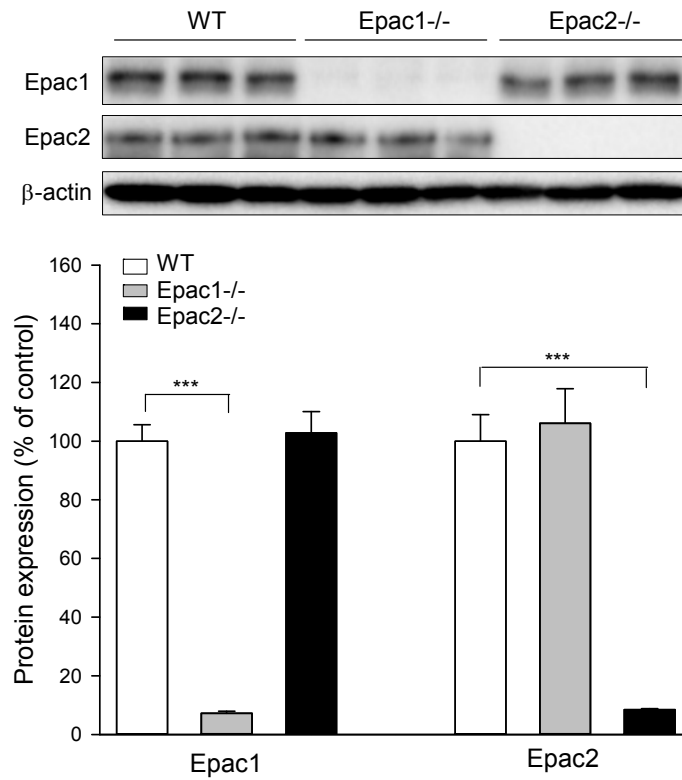 WT Epac1-/- Epac2-/-
Epac1
Epac2
β-actin
160
140
120
100
80
60
40
20
0
Protein expression (% of control)
WT
Epac1-/-
Epac2-/-
***
***
Epac1 Epac2